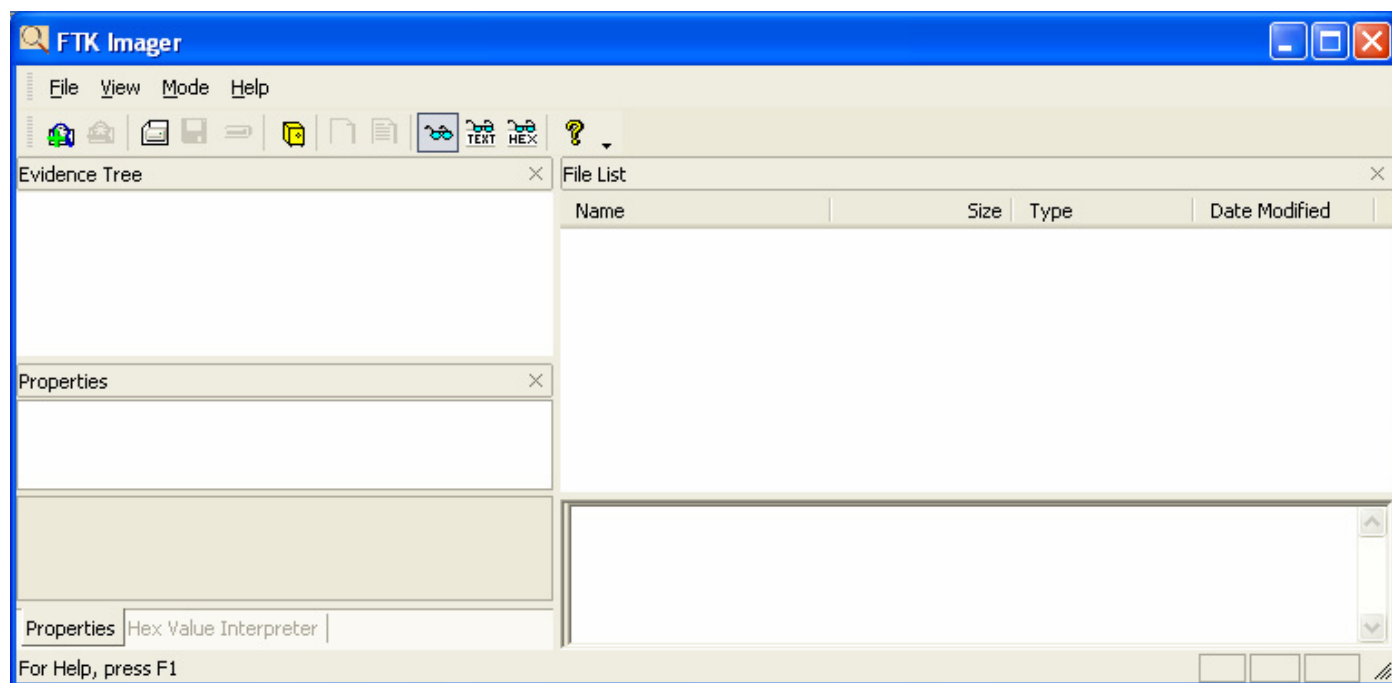 FTK Imager
File View Mode Help
TEXT HEX ?
Evidence Tree
File List
Name Size Type Date Modified
Properties
Properties Hex Value Interpreter
For Help, press F1